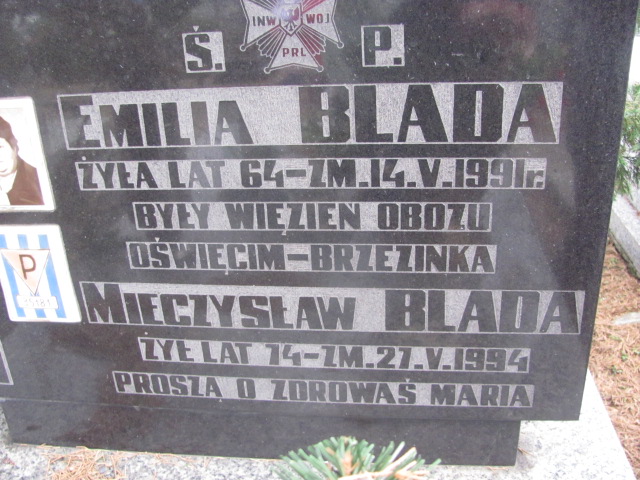 INW WOJ
PRL
Ś. P.
EMILIA BLADA
ŻYŁA LAT 64-ZM.14.V.1991r.
BYŁY WIĘZIEN OBOZU
OŚWIĘCIM-BRZEZINKA
P
MIECZYSŁAW BLADA
ŻYŁ LAT 74-ZM.27.V.1994
PROSZĄ O ZDROWAŚ MARIA